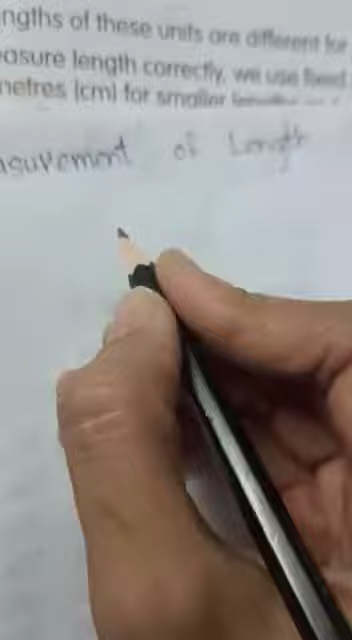 ngths of these units are different for
easure length correctly, we use fixed
netres (cm) for smaller
asurement of Length